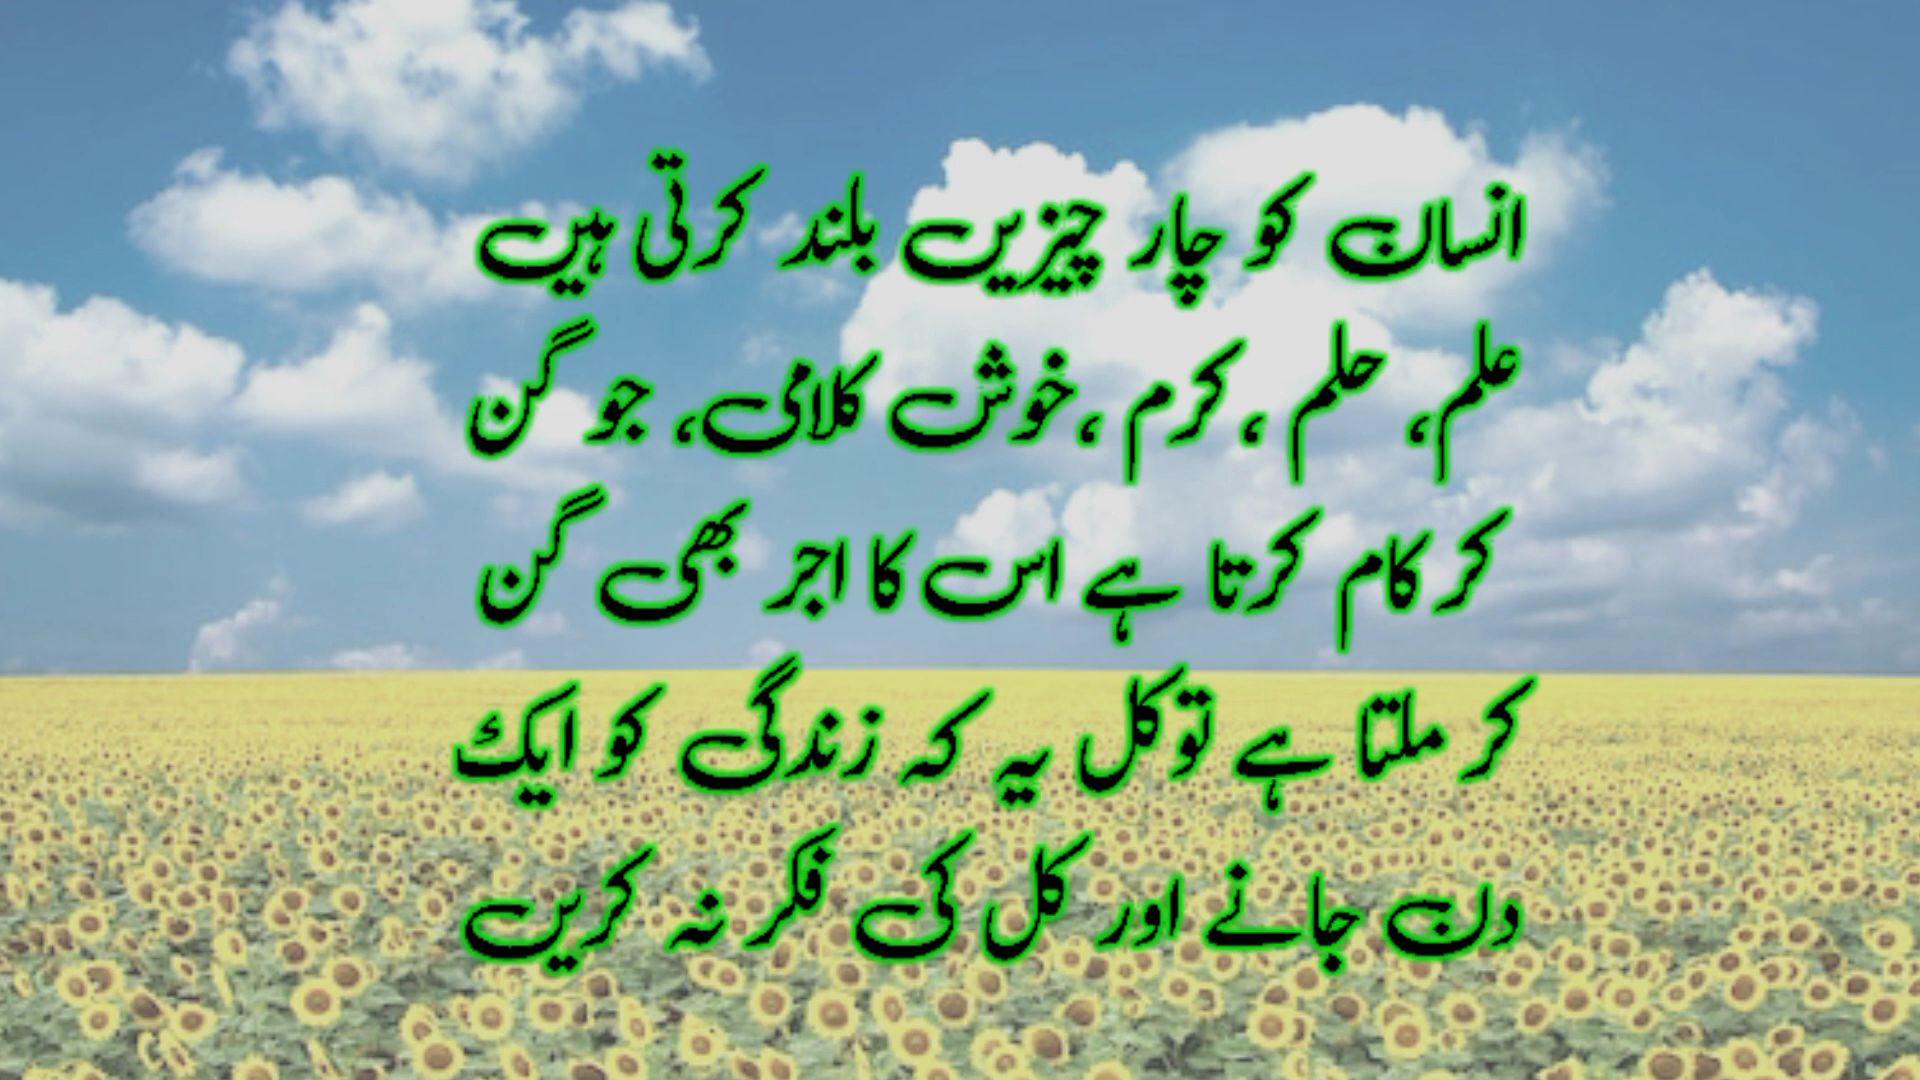 انسان کو چار چیزیں بلند کرتی ہیں
علم، حلم ، کرم ،خوش کلامی، جو گن
کر کام کرتا ہے اس کا اجر بھی گن
کر ملتا ہے توکل یہ کہ زندگی کو ایک
دن جانے اور کل کی فکر نہ کریں